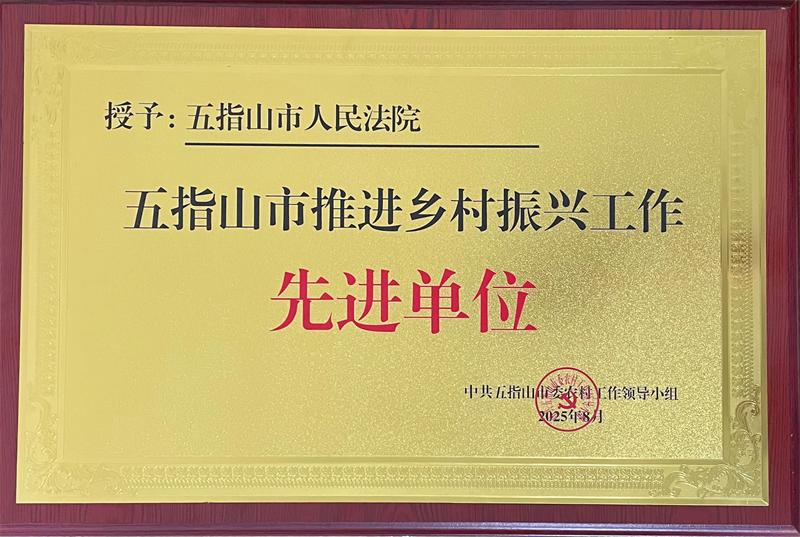 授予:五指山市人民法院
五指山市推进乡村振兴工作
先进单位
中共五指山市委农村工作领导小组
2025年8月